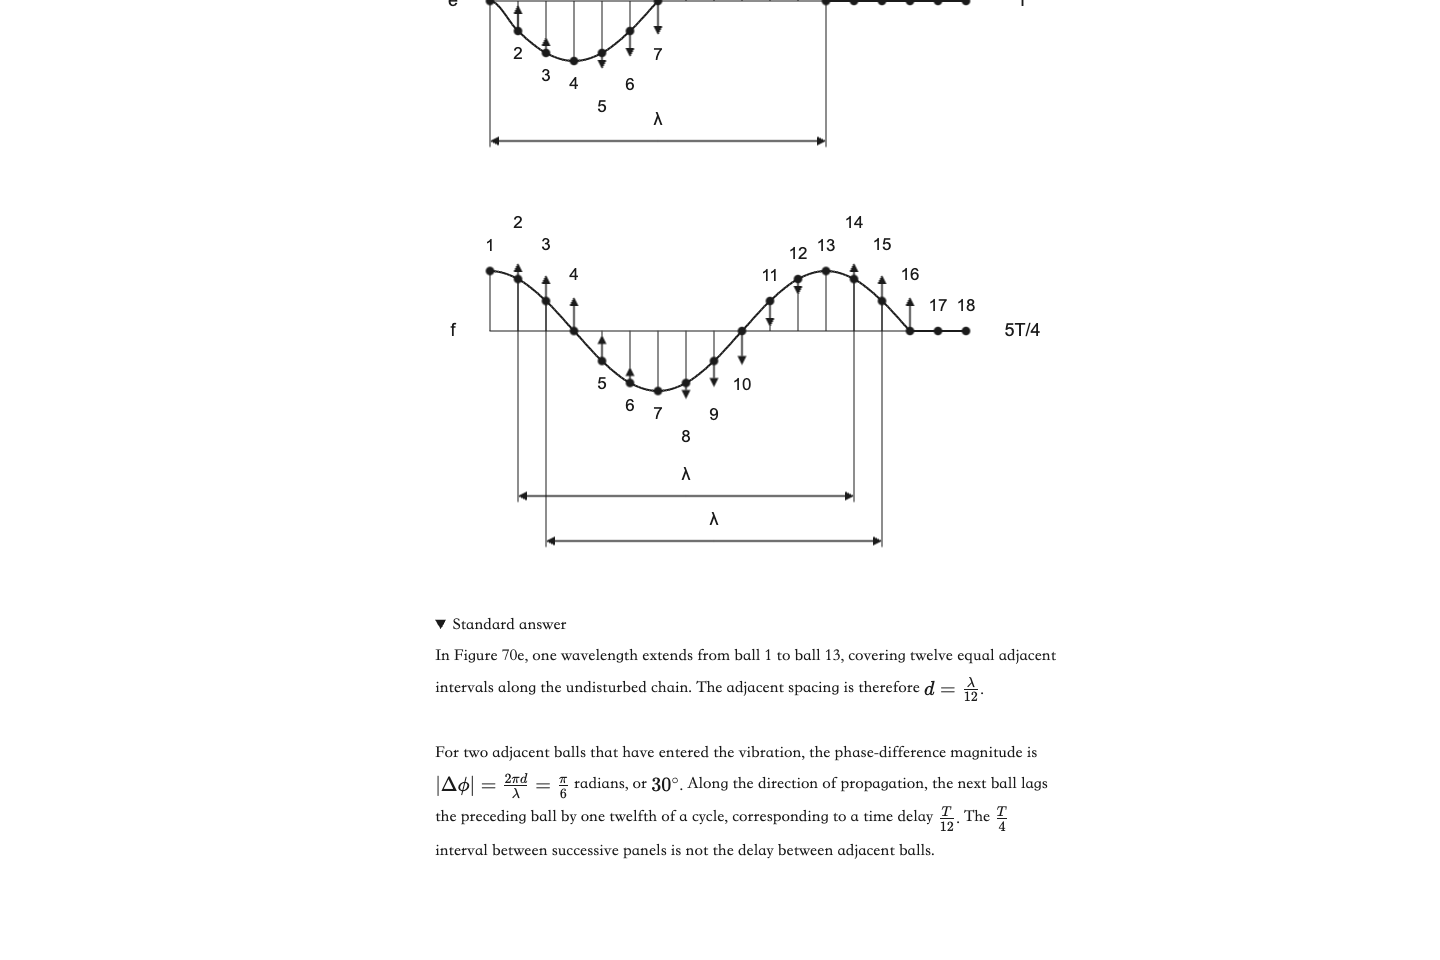 e
2
3
4
5
6
7
λ
2
14
1
3
13
15
12
4
11
16
17 18
f
5T/4
5
10
6
7
9
8
λ
λ
▼ Standard answer
In Figure 70e, one wavelength extends from ball 1 to ball 13, covering twelve equal adjacent
intervals along the undisturbed chain. The adjacent spacing is therefore d = λ/12.
For two adjacent balls that have entered the vibration, the phase-difference magnitude is
|Δϕ| = 2πd/λ = π/6 radians, or 30°. Along the direction of propagation, the next ball lags
the preceding ball by one twelfth of a cycle, corresponding to a time delay T/12. The T/4
interval between successive panels is not the delay between adjacent balls.